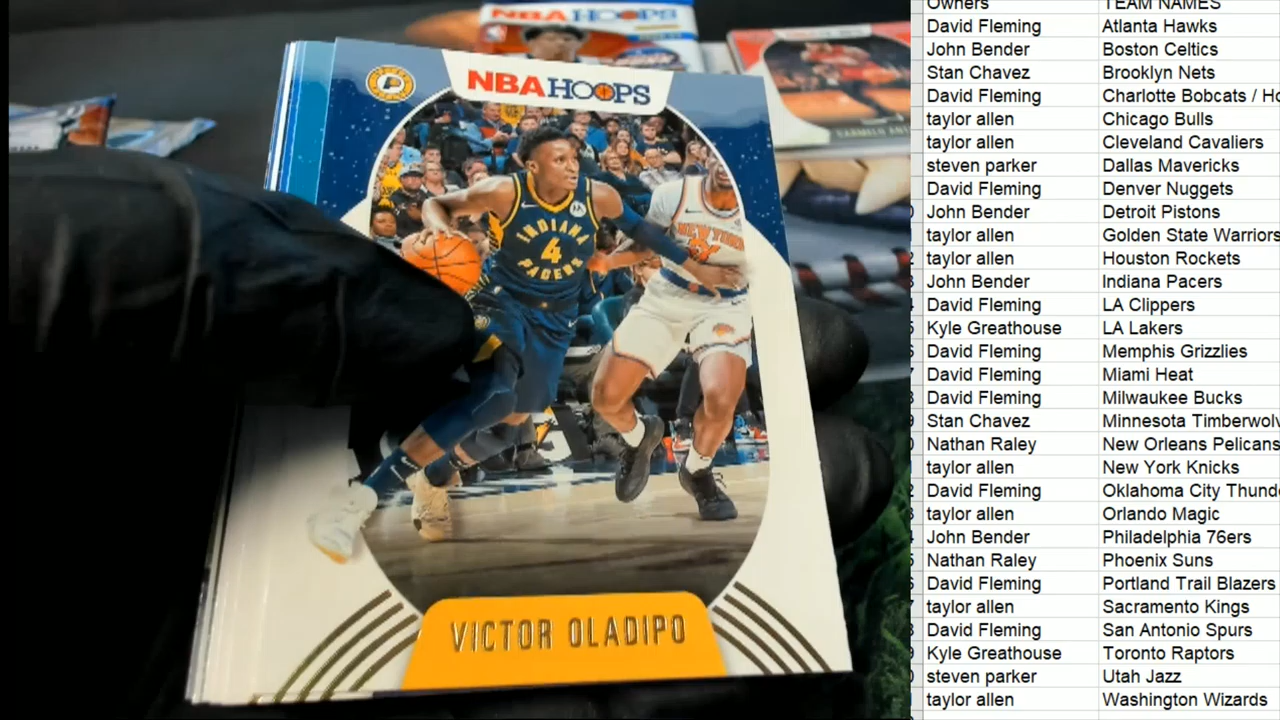 NBA HOOPS
NBA HOOPS
INDIANA
4
PACERS
NEW YORK
VICTOR OLADIPO
Owners TEAM NAMES
David Fleming Atlanta Hawks
John Bender Boston Celtics
Stan Chavez Brooklyn Nets
David Fleming Charlotte Bobcats / Ho
taylor allen Chicago Bulls
taylor allen Cleveland Cavaliers
steven parker Dallas Mavericks
David Fleming Denver Nuggets
John Bender Detroit Pistons
taylor allen Golden State Warriors
taylor allen Houston Rockets
John Bender Indiana Pacers
David Fleming LA Clippers
Kyle Greathouse LA Lakers
David Fleming Memphis Grizzlies
David Fleming Miami Heat
David Fleming Milwaukee Bucks
Stan Chavez Minnesota Timberwolv
Nathan Raley New Orleans Pelicans
taylor allen New York Knicks
David Fleming Oklahoma City Thunde
taylor allen Orlando Magic
John Bender Philadelphia 76ers
Nathan Raley Phoenix Suns
David Fleming Portland Trail Blazers
taylor allen Sacramento Kings
David Fleming San Antonio Spurs
Kyle Greathouse Toronto Raptors
steven parker Utah Jazz
taylor allen Washington Wizards